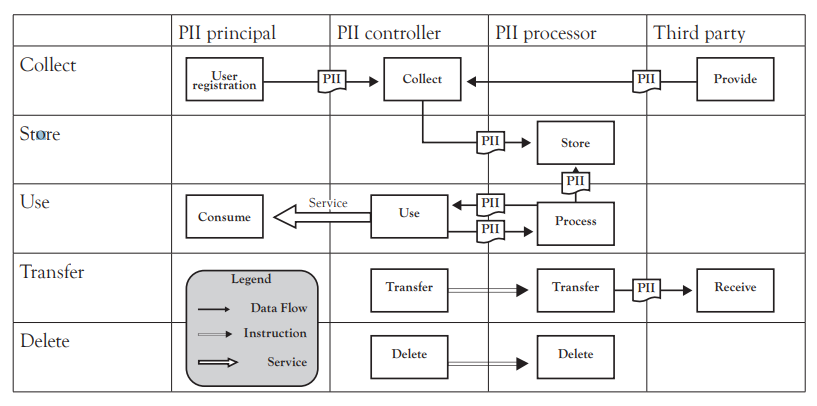 PII principal
PII controller
PII processor
Third party
Collect
User
registration
PII
Collect
PII
Provide
Store
PII
Store
PII
Use
Consume
Service
Use
PII
PII
Process
Transfer
Transfer
Transfer
PII
Receive
Legend
Data Flow
Instruction
Service
Delete
Delete
Delete